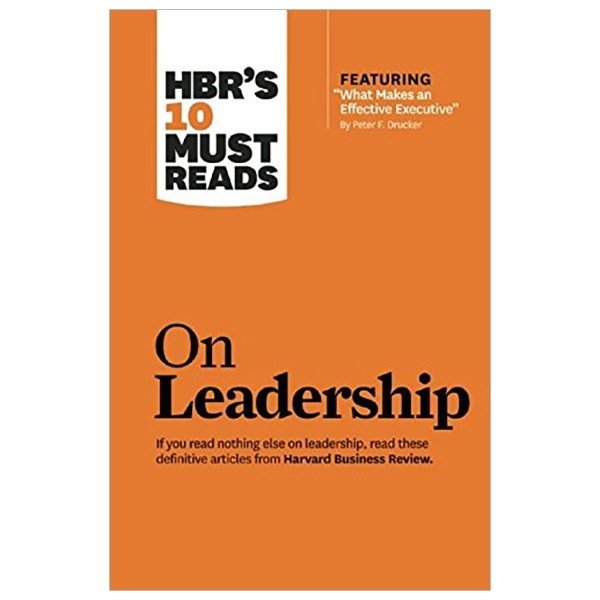 HBR'S
10
MUST
READS
FEATURING
"What Makes an
Effective Executive"
By Peter F. Drucker
On
Leadership
If you read nothing else on leadership, read these
definitive articles from Harvard Business Review.